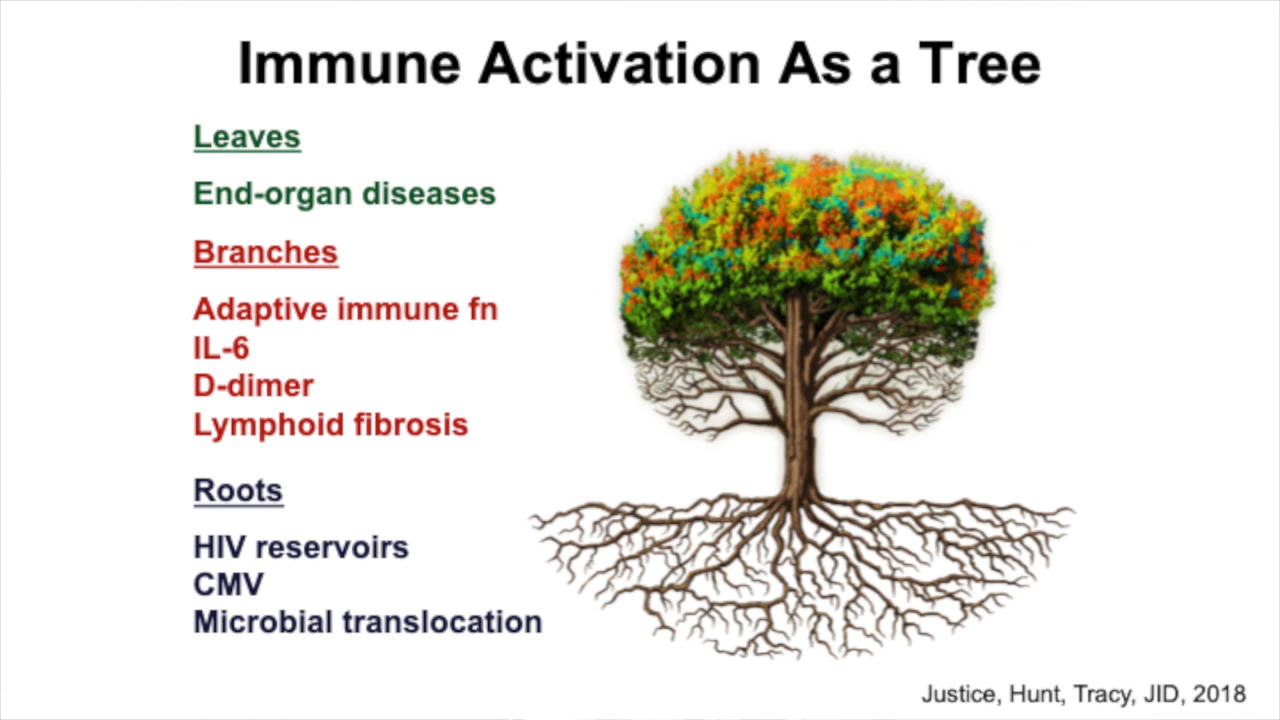 Immune Activation As a Tree
Leaves
End-organ diseases
Branches
Adaptive immune fn
IL-6
D-dimer
Lymphoid fibrosis
Roots
HIV reservoirs
CMV
Microbial translocation
Justice, Hunt, Tracy, JID, 2018